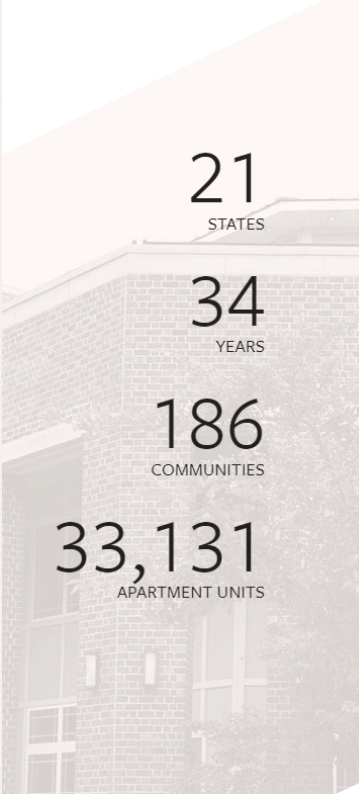 21
STATES
34
YEARS
186
COMMUNITIES
33,131
APARTMENT UNITS